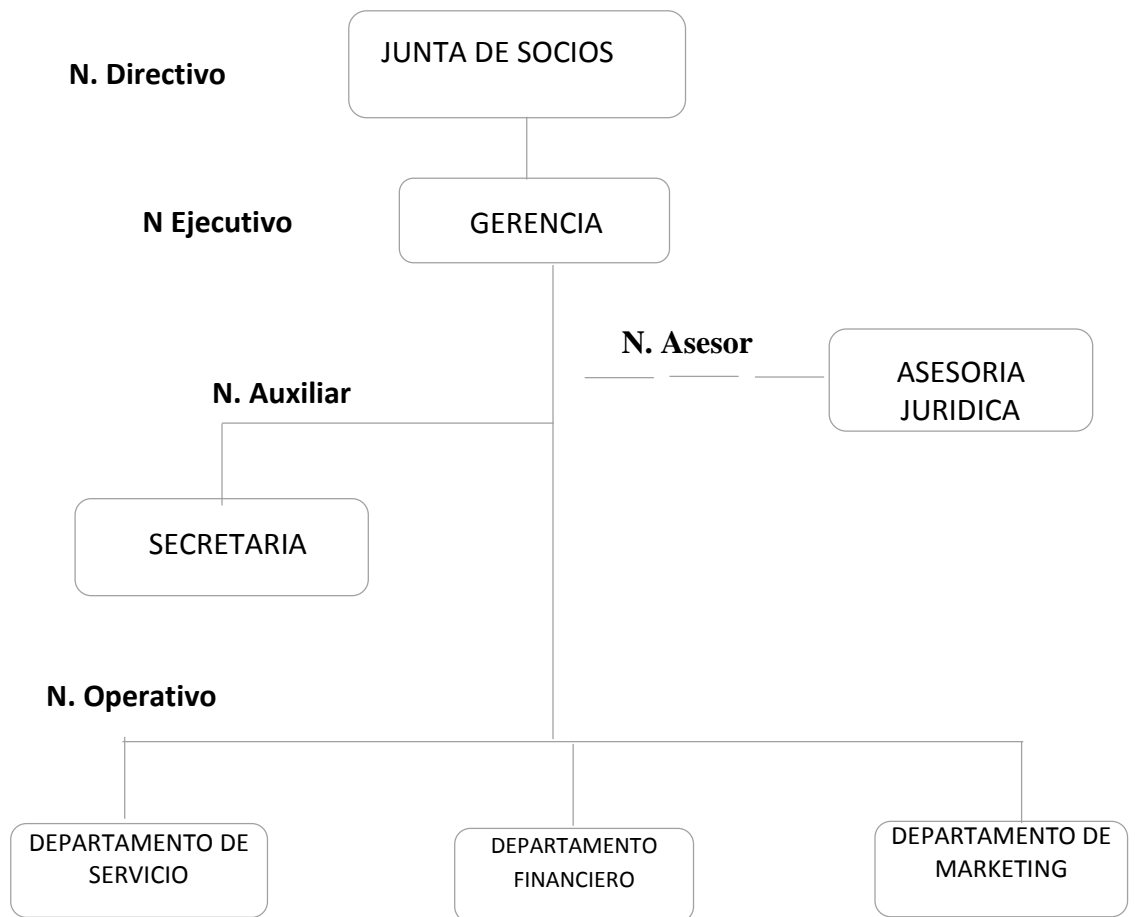 JUNTA DE SOCIOS
N. Directivo
N Ejecutivo
GERENCIA
N. Asesor
ASESORIA
JURIDICA
N. Auxiliar
SECRETARIA
N. Operativo
DEPARTAMENTO DE
SERVICIO
DEPARTAMENTO
FINANCIERO
DEPARTAMENTO DE
MARKETING